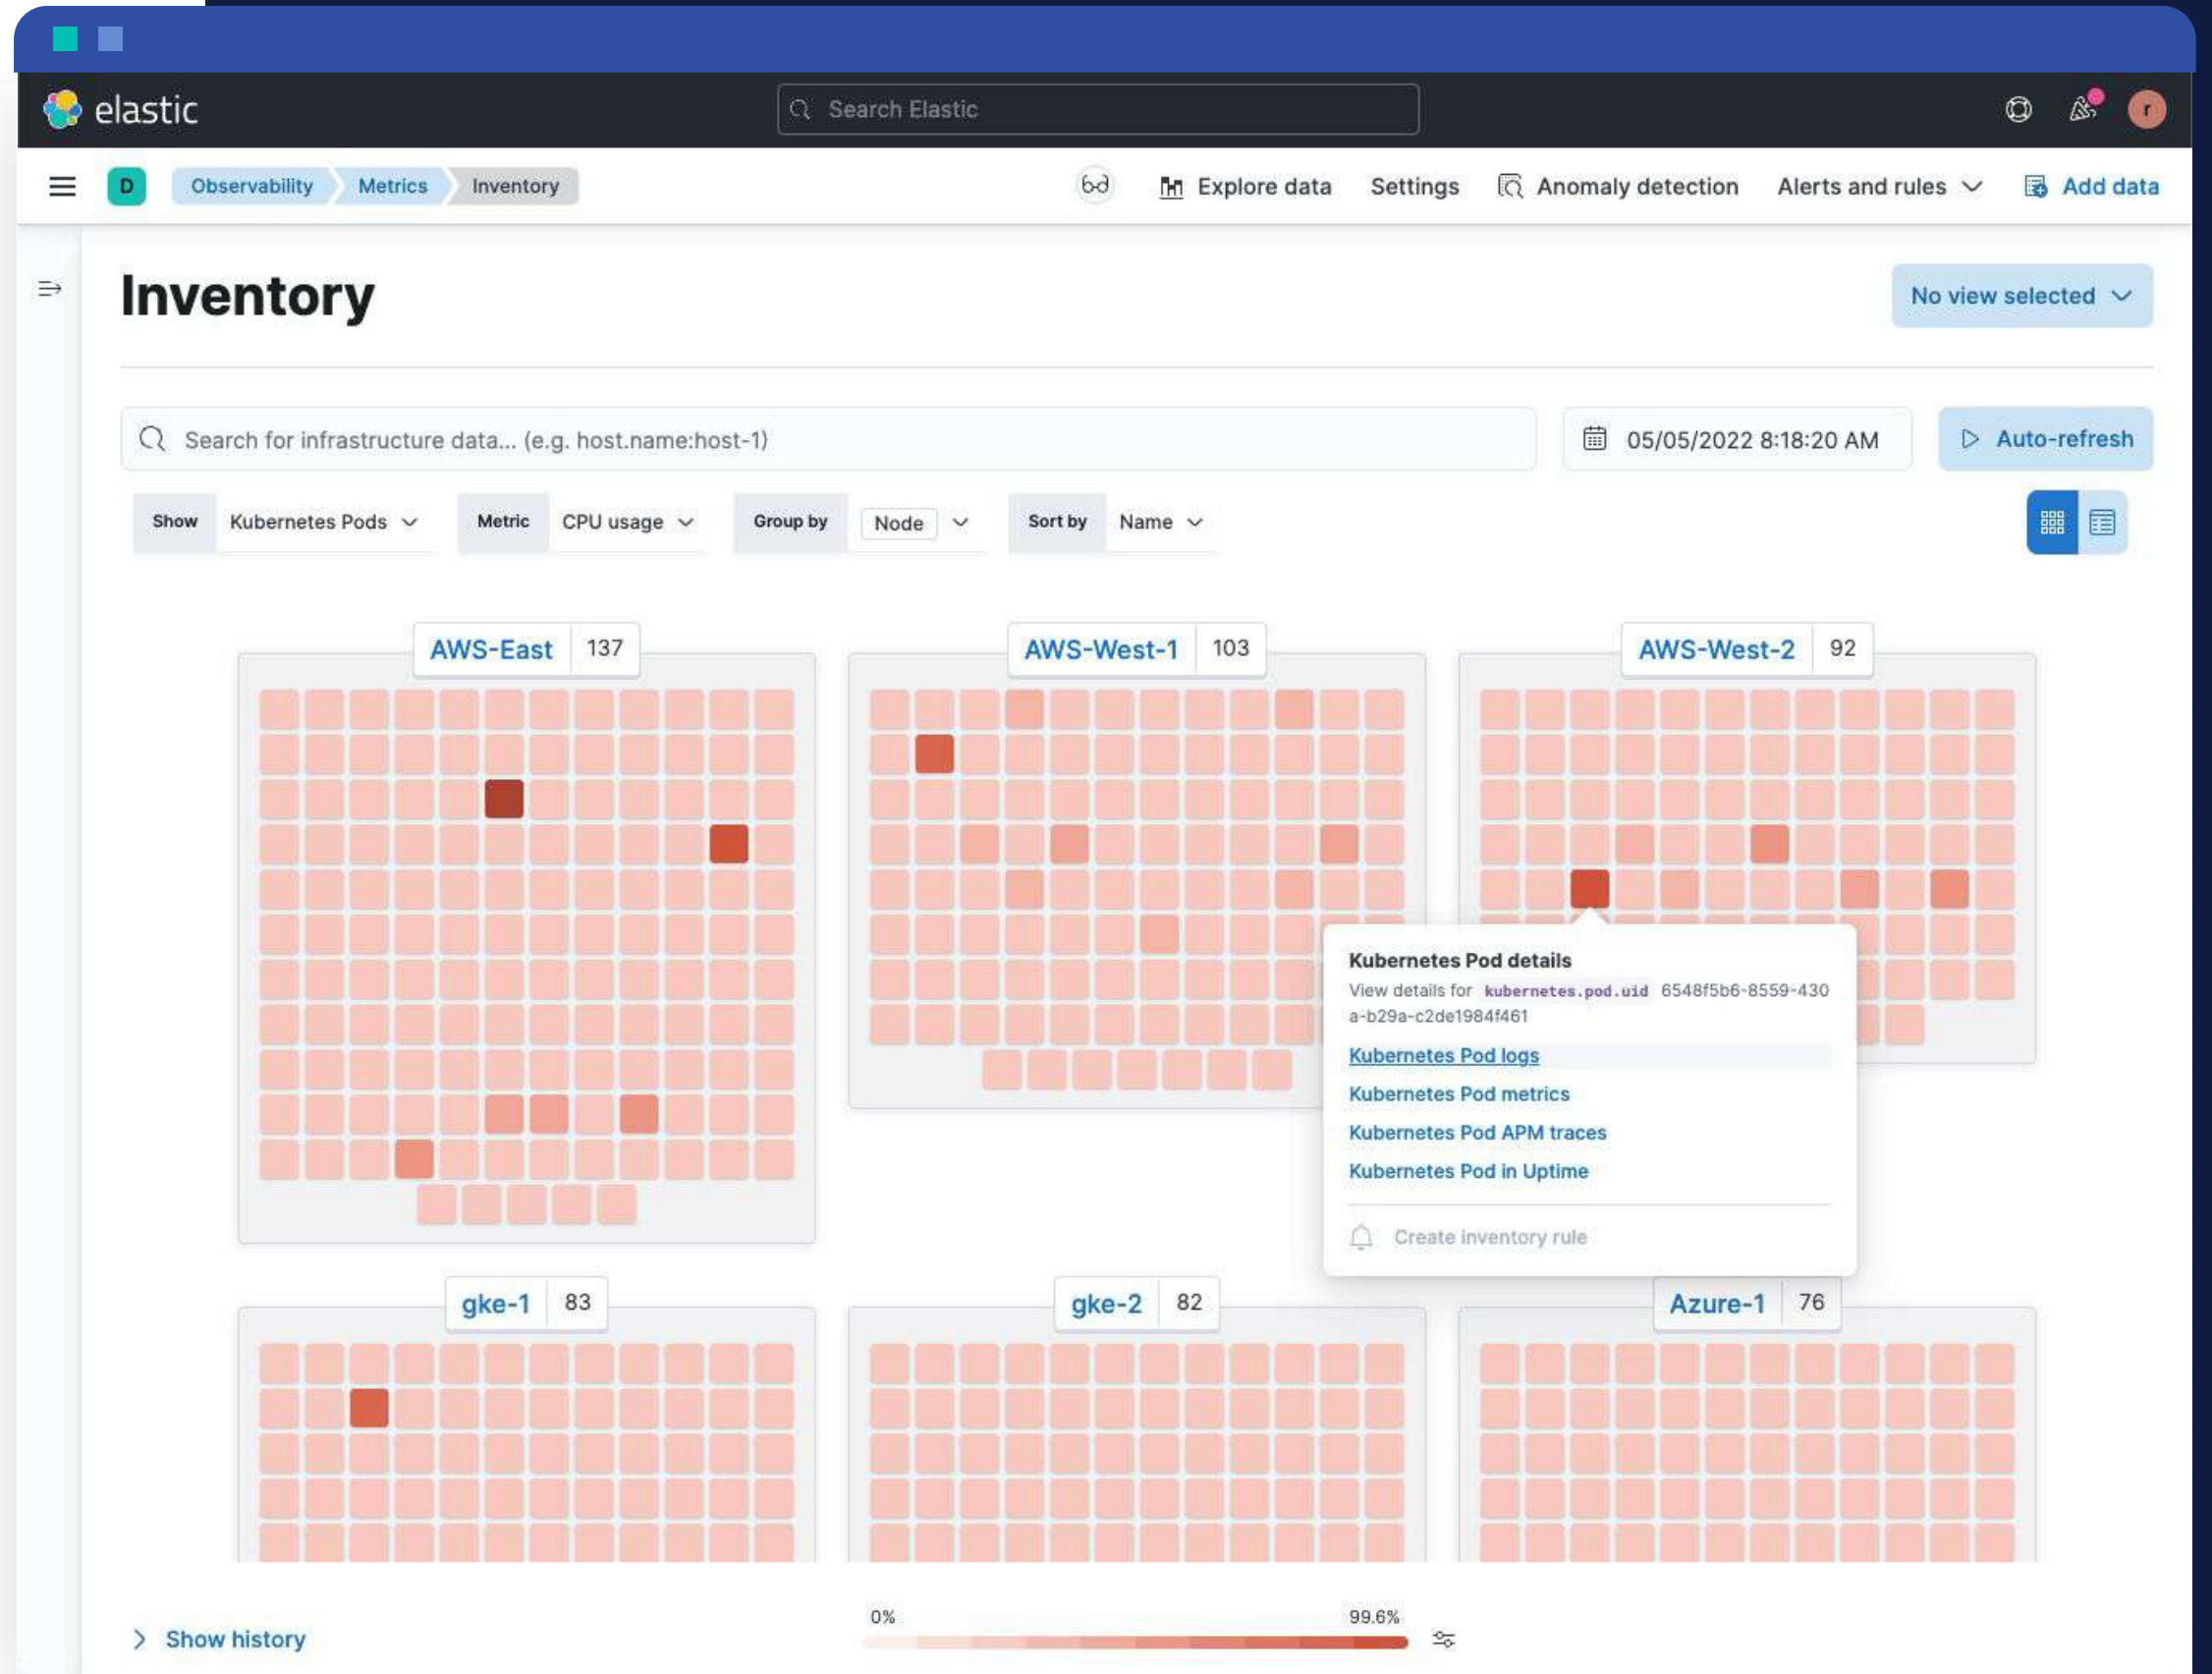 elastic
Search Elastic
r
D
Observability
Metrics
Inventory
Explore data
Settings
Anomaly detection
Alerts and rules
Add data
Inventory
No view selected
Search for infrastructure data... (e.g. host.name:host-1)
05/05/2022 8:18:20 AM
Auto-refresh
Show
Kubernetes Pods
Metric
CPU usage
Group by
Node
Sort by
Name
AWS-East 137
AWS-West-1 103
AWS-West-2 92
Kubernetes Pod details
View details for kubernetes.pod.uid 6548f5b6-8559-430
a-b29a-c2de1984f461
Kubernetes Pod logs
Kubernetes Pod metrics
Kubernetes Pod APM traces
Kubernetes Pod in Uptime
Create inventory rule
gke-1 83
gke-2 82
Azure-1 76
Show history
0%
99.6%